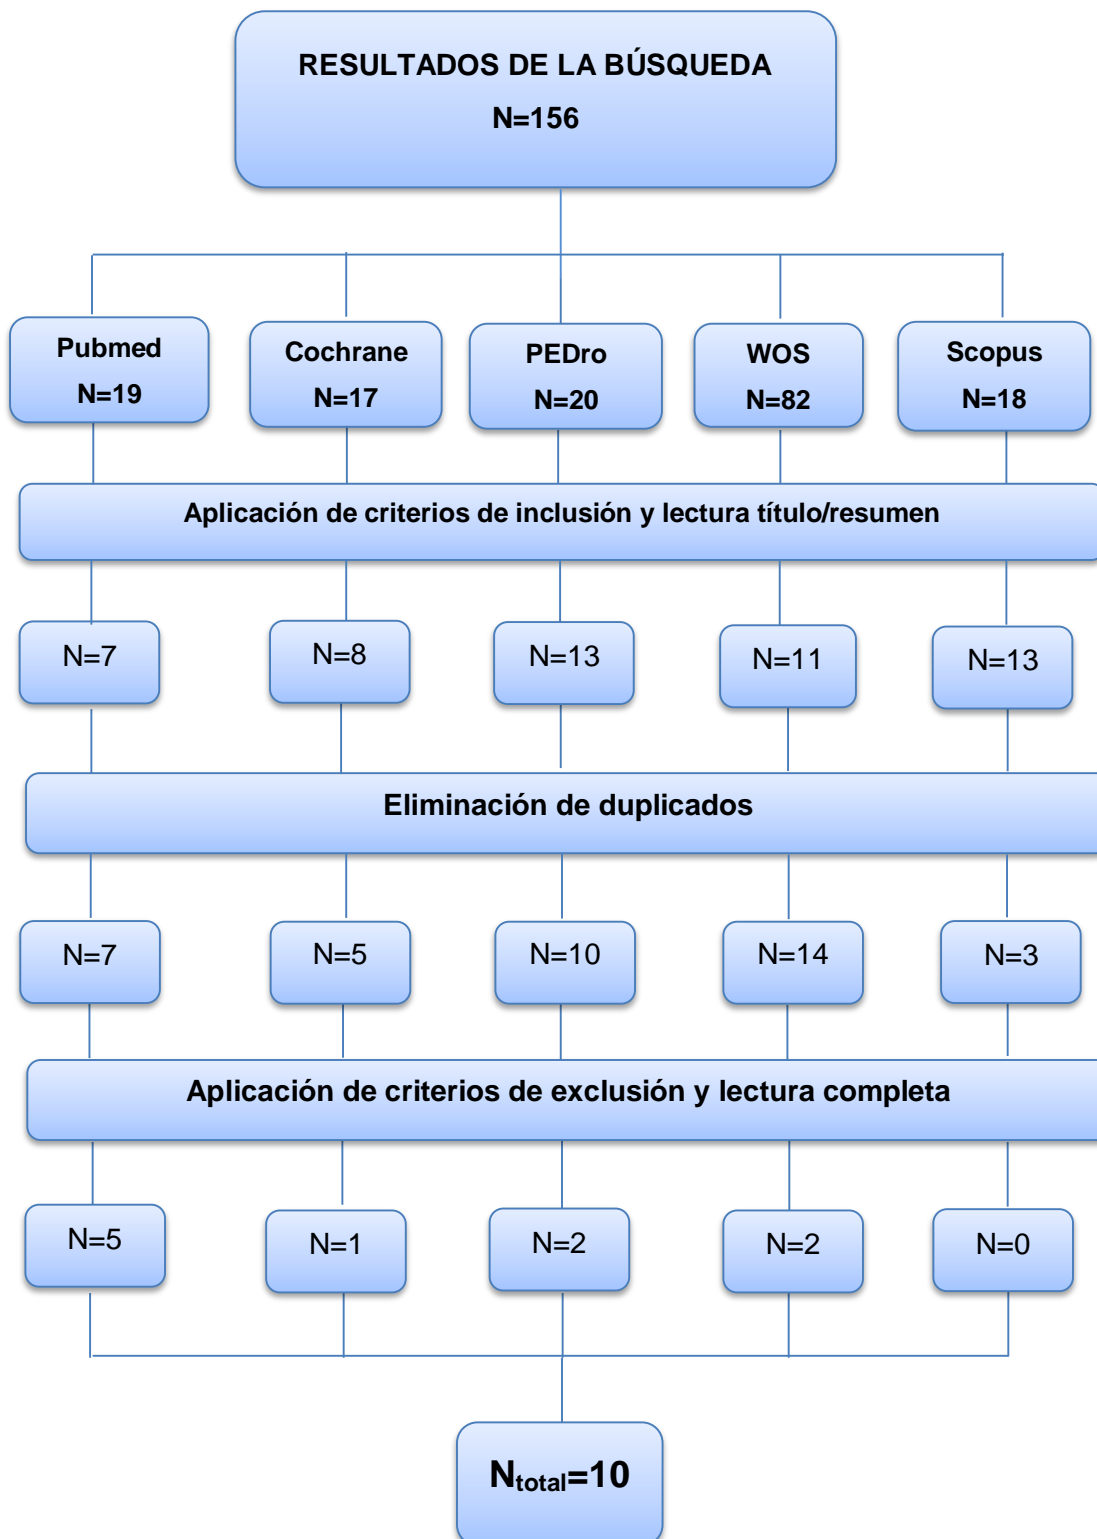 RESULTADOS DE LA BÚSQUEDA
N=156
Pubmed
N=19
Cochrane
N=17
PEDro
N=20
WOS
N=82
Scopus
N=18
Aplicación de criterios de inclusión y lectura título/resumen
N=7
N=8
N=13
N=11
N=13
Eliminación de duplicados
N=7
N=5
N=10
N=14
N=3
Aplicación de criterios de exclusión y lectura completa
N=5
N=1
N=2
N=2
N=0
Ntotal=10